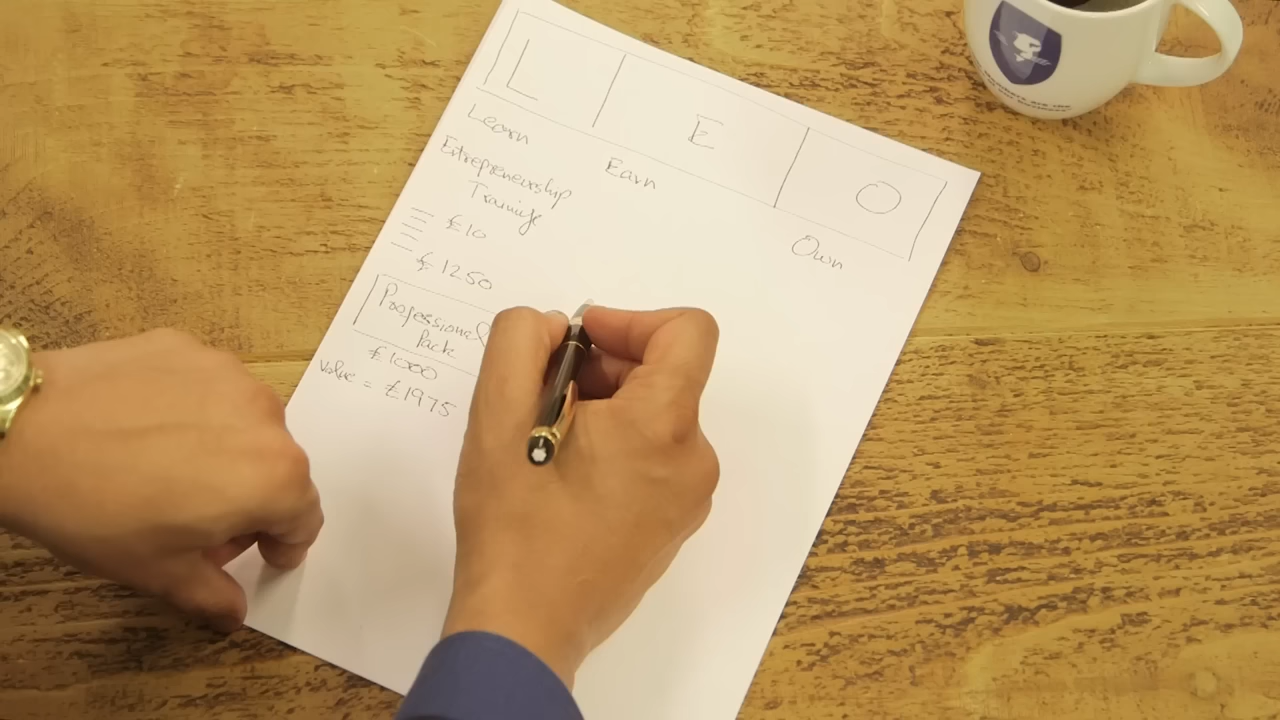 L E O
Learn Earn Own
Entrepreneurship
Training
£10
£1250
Professional
Pack
£1000
Value = £1975